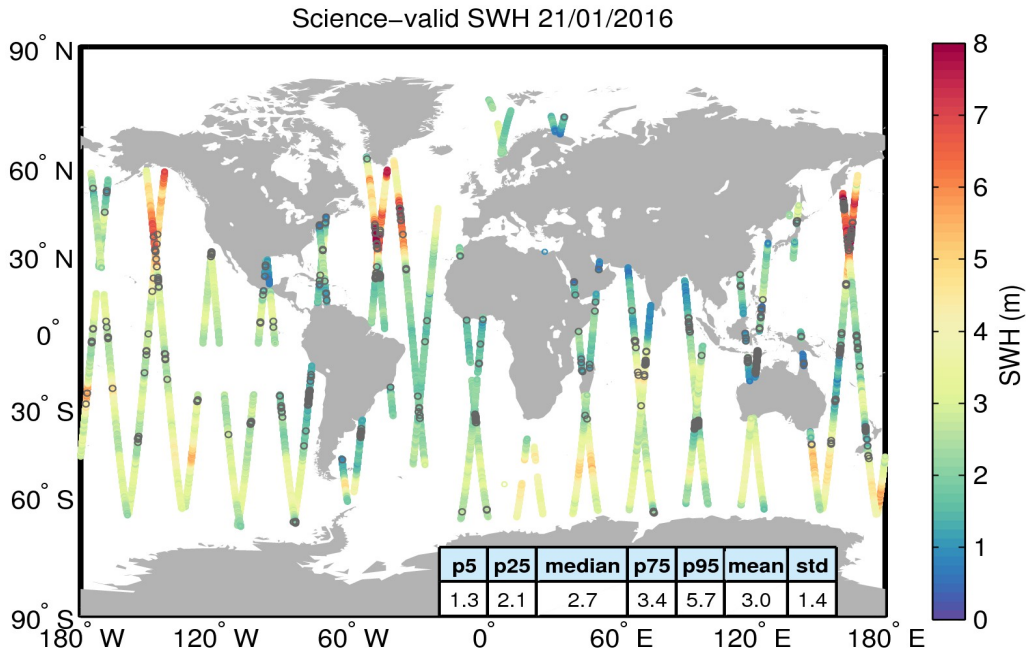 Science−valid SWH 21/01/2016
90° N
60° N
30° N
0°
30° S
60° S
90° S
180° W
120° W
60° W
0°
60° E
120° E
180° E
p5 p25 median p75 p95 mean std
1.3 2.1 2.7 3.4 5.7 3.0 1.4
8
7
6
5
4
3
2
1
0
SWH (m)